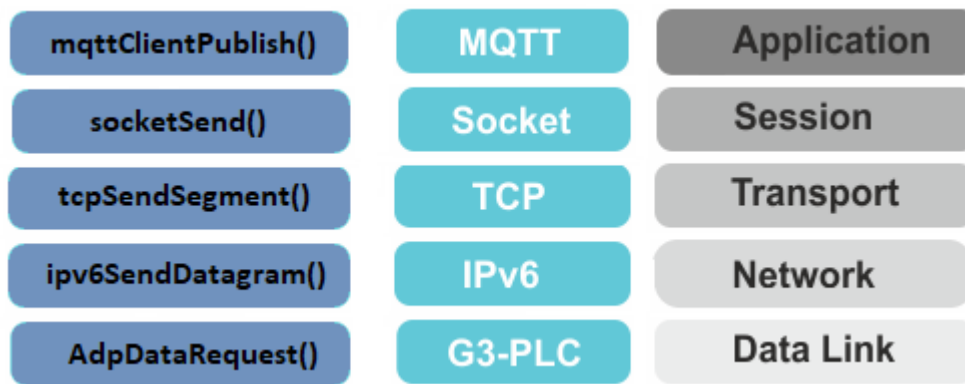 mqttClientPublish() MQTT Application
socketSend() Socket Session
tcpSendSegment() TCP Transport
ipv6SendDatagram() IPv6 Network
AdpDataRequest() G3-PLC Data Link